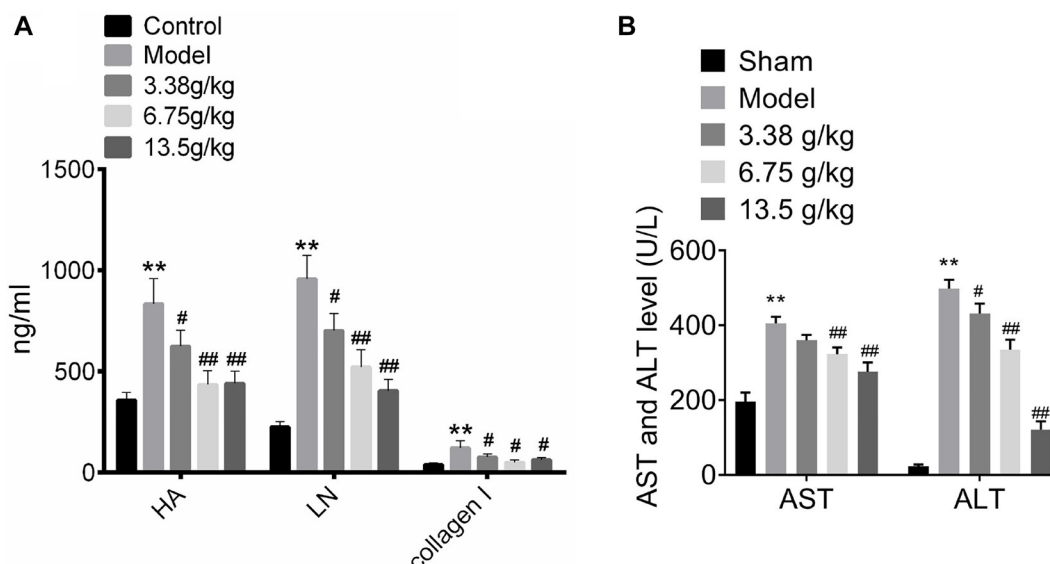 A
Control
Model
3.38g/kg
6.75g/kg
13.5g/kg
ng/ml
1500
1000
500
0
**
#
##
##
**
#
##
##
**
#
#
#
HA
LN
collagen I
B
Sham
Model
3.38 g/kg
6.75 g/kg
13.5 g/kg
AST and ALT level (U/L)
600
400
200
0
**
##
##
**
#
##
##
AST
ALT